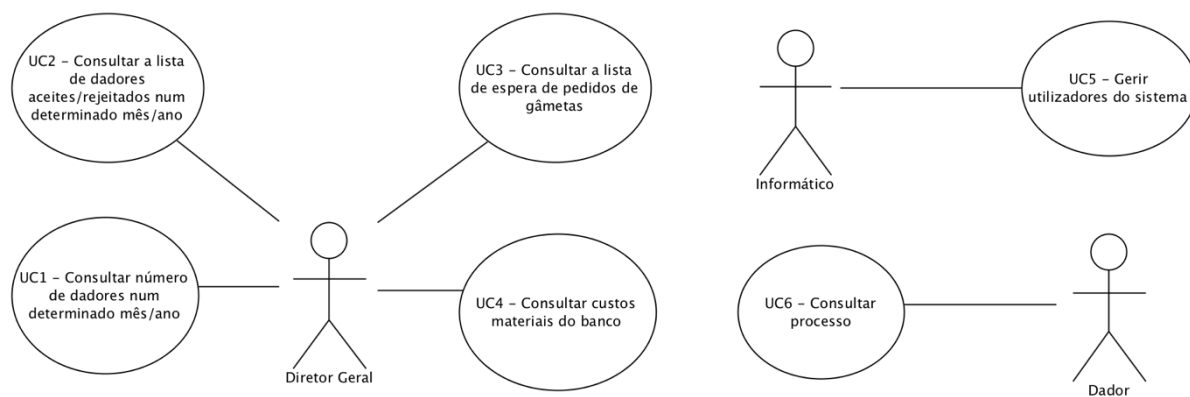 UC2 – Consultar a lista
de dadores
aceites/rejeitados num
determinado mês/ano
UC3 – Consultar a lista
de espera de pedidos de
gâmetas
UC5 – Gerir
utilizadores do sistema
Informático
UC1 – Consultar número
de dadores num
determinado mês/ano
UC4 – Consultar custos
materiais do banco
UC6 – Consultar
processo
Diretor Geral
Dador